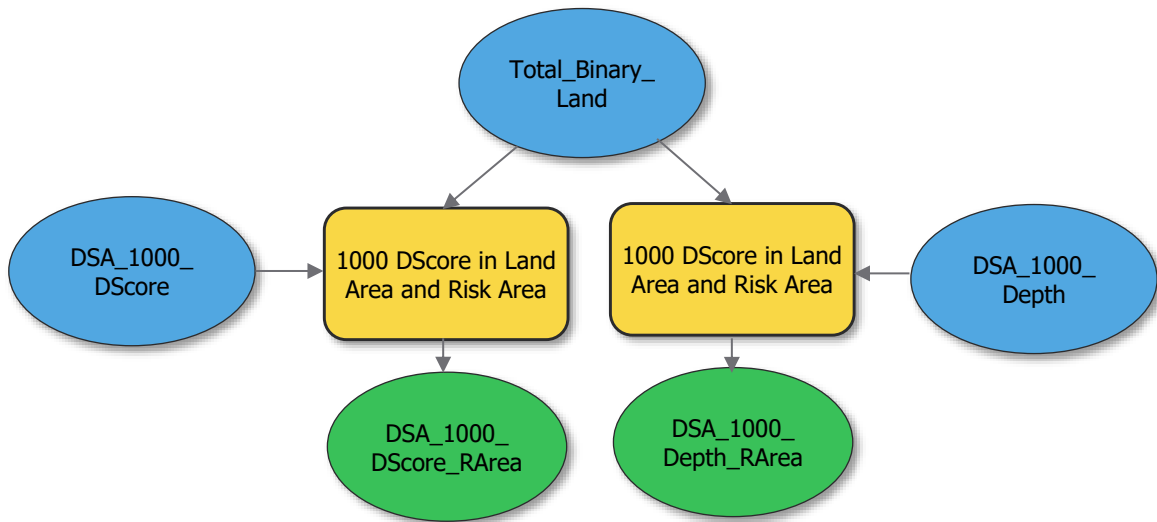 Total_Binary_
Land
DSA_1000_
DScore
1000 DScore in Land
Area and Risk Area
1000 DScore in Land
Area and Risk Area
DSA_1000_
Depth
DSA_1000_
DScore_RArea
DSA_1000_
Depth_RArea